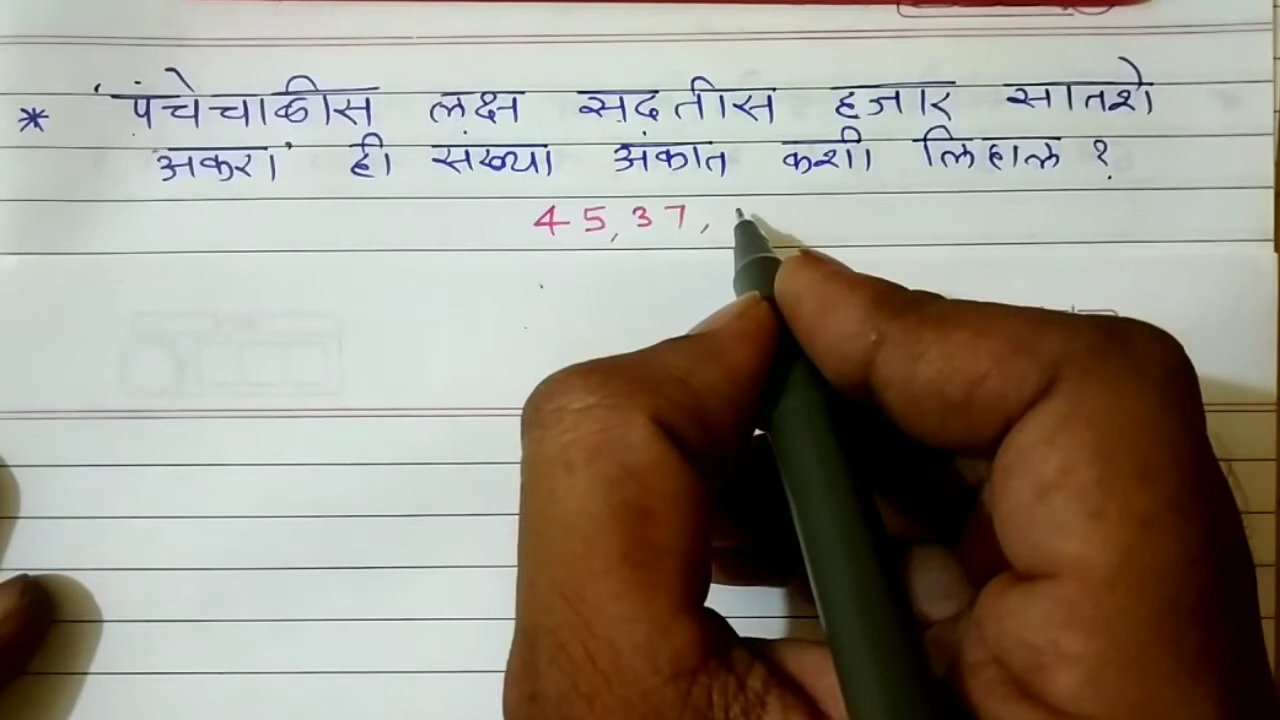 * 'पंचेचाळीस लक्ष सदतीस हजार सातशे
अकरा' ही संख्या अंकात कशी लिहाल ?
45,37,